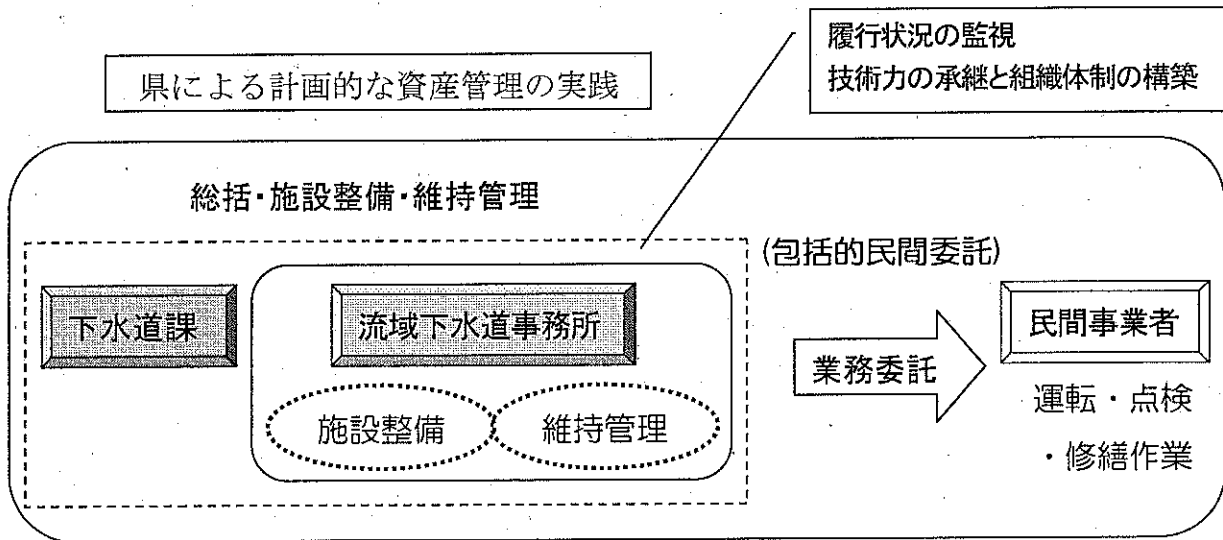 履行状況の監視
技術力の承継と組織体制の構築
県による計画的な資産管理の実践
総括・施設整備・維持管理
(包括的民間委託)
下水道課
流域下水道事務所
民間事業者
業務委託
施設整備
維持管理
運転・点検
・修繕作業